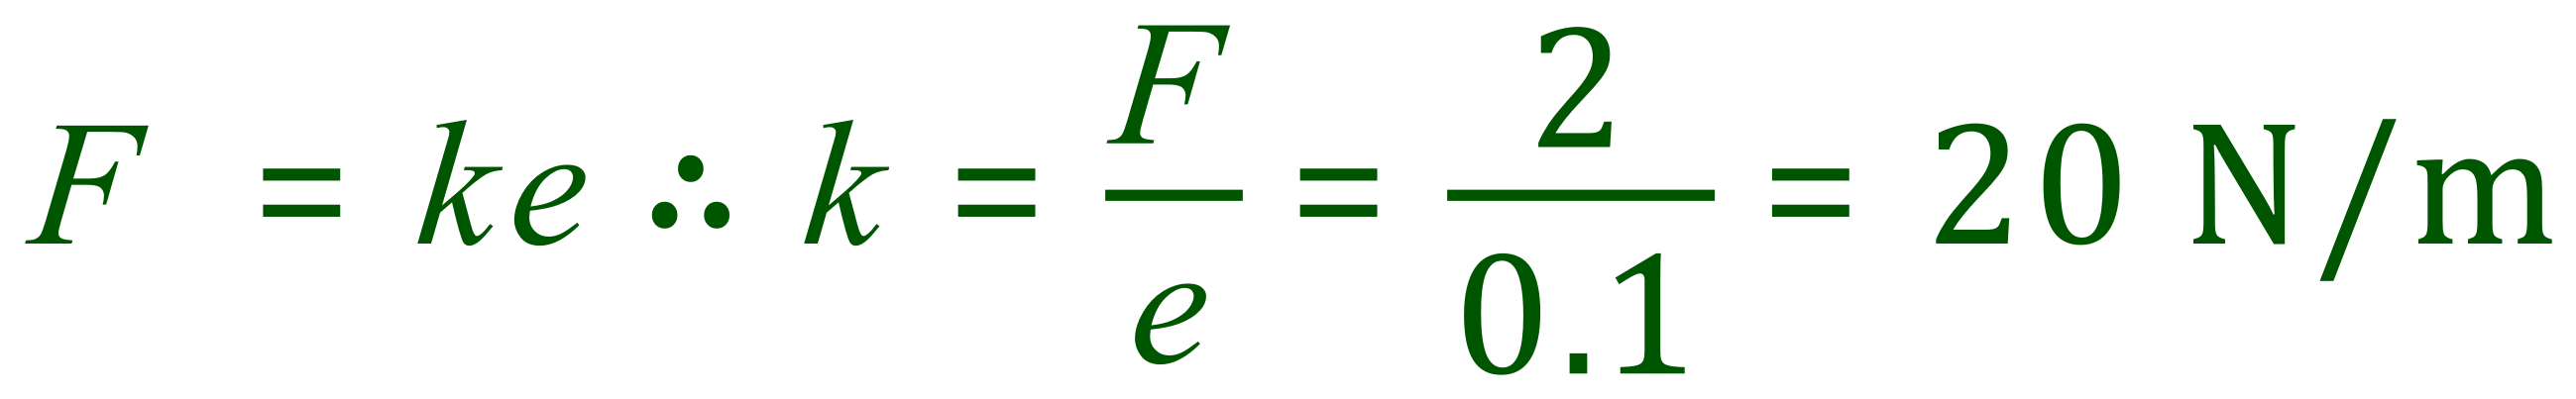 F = ke ∴ k = F/e = 2/0.1 = 20 N/m